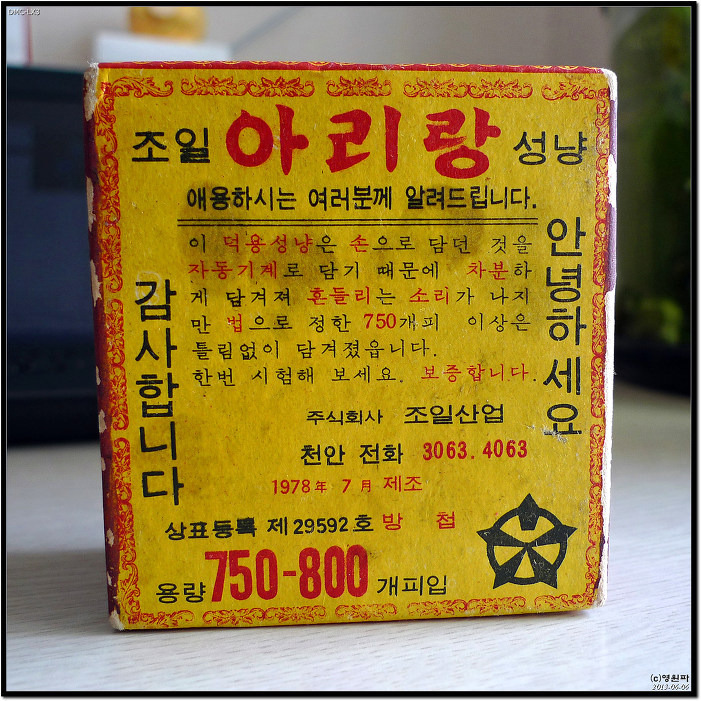 DMC-LX3
조일 아리랑 성냥
애용하시는 여러분께 알려드립니다.
안녕하세요
이 덕용성냥은 손으로 담던 것을
자동기계로 담기 때문에 차분하
게 담겨져 흔들리는 소리가 나지
만 법으로 정한 750개피 이상은
틀림없이 담겨졌읍니다.
한번 시험해 보세요. 보증합니다.
감사합니다
주식회사 조일산업
천안 전화 3063.4063
1978년 7月 제조
상표등록 제29592호 방 첩
용량 750-800 개피입
(c)영원파
2013-06-06